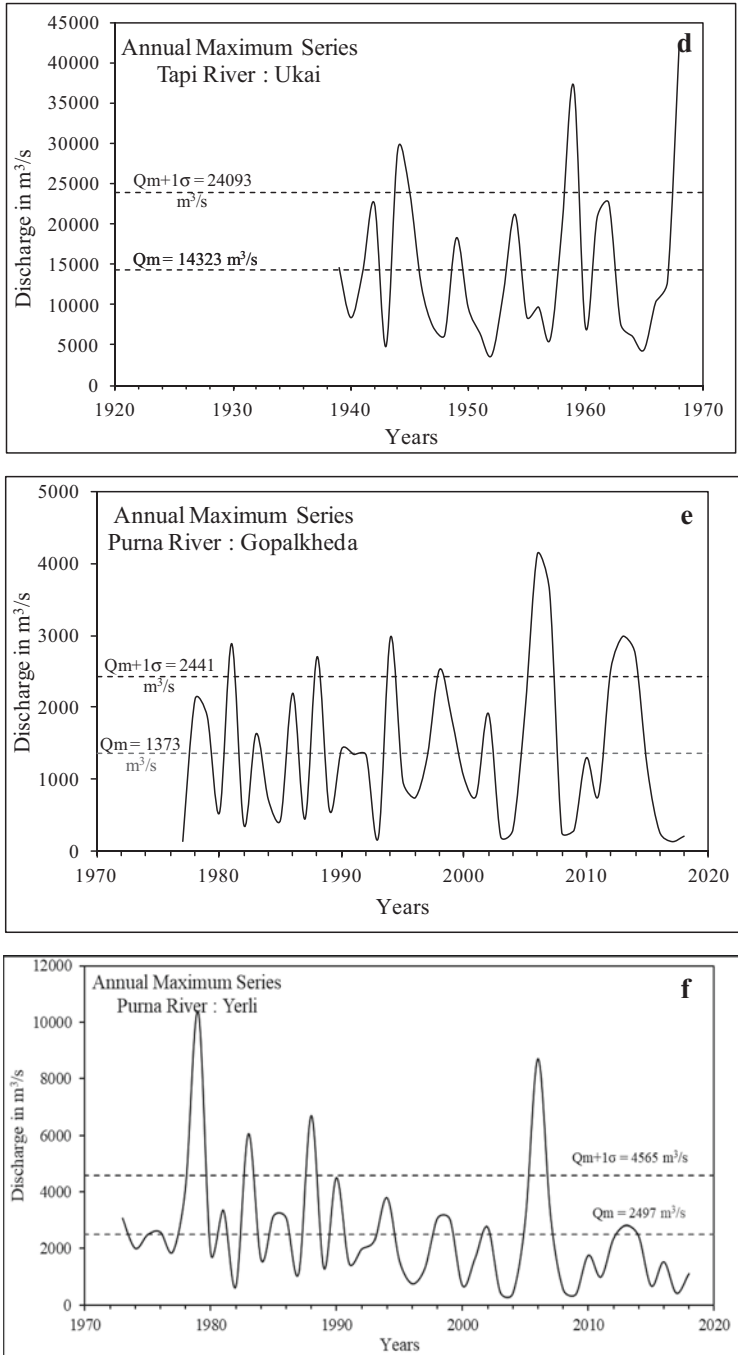 Annual Maximum Series
Tapi River : Ukai
d
Discharge in m³/s
45000
40000
35000
30000
25000
20000
15000
10000
5000
0
Qm+1σ = 24093
m³/s
Qm = 14323 m³/s
1920 1930 1940 1950 1960 1970
Years
Annual Maximum Series
Purna River : Gopalkheda
e
Discharge in m³/s
5000
4000
3000
2000
1000
0
Qm+1σ = 2441
m³/s
Qm = 1373
m³/s
1970 1980 1990 2000 2010 2020
Years
Annual Maximum Series
Purna River : Yerli
f
Discharge in m³/s
12000
10000
8000
6000
4000
2000
0
Qm+1σ = 4565 m³/s
Qm = 2497 m³/s
1970 1980 1990 2000 2010 2020
Years